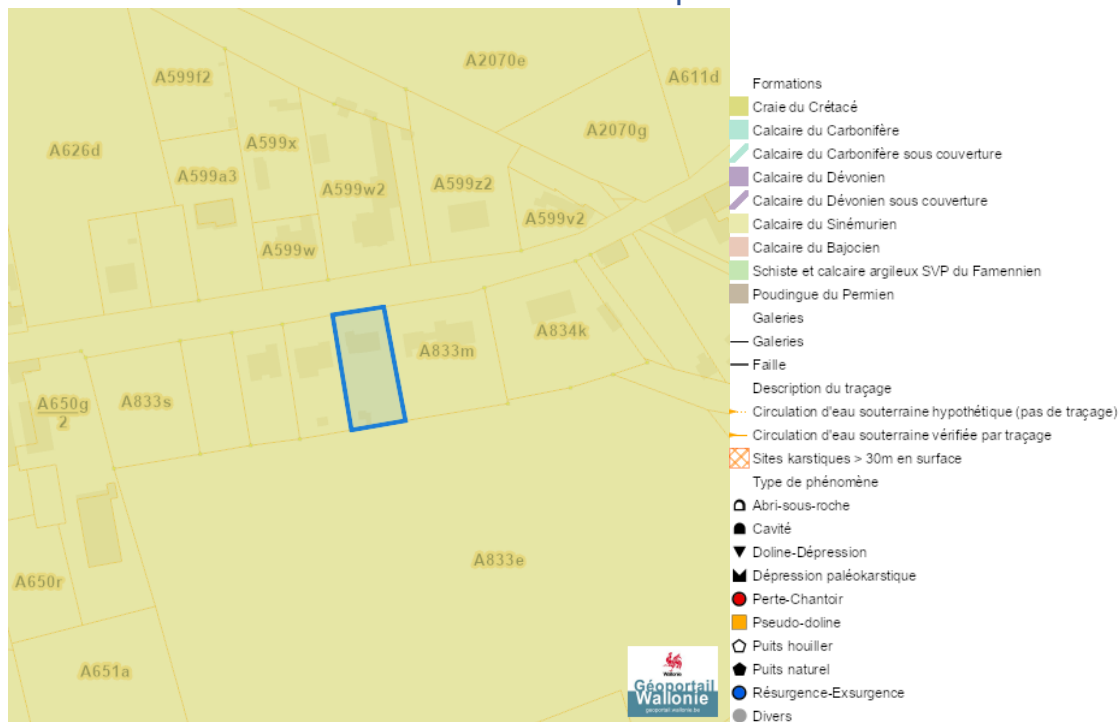 A2070e
A599f2
A611d
A599x
A2070g
A626d
A599a3
A599w2
A599z2
A599v2
A599w
A834k
A833m
A650g
2
A833s
A833e
A650r
A651a
Wallonie
Géoportail
Wallonie
geoportail.wallonie.be
Formations
Craie du Crétacé
Calcaire du Carbonifère
Calcaire du Carbonifère sous couverture
Calcaire du Dévonien
Calcaire du Dévonien sous couverture
Calcaire du Sinémurien
Calcaire du Bajocien
Schiste et calcaire argileux SVP du Famennien
Poudingue du Permien
Galeries
Galeries
Faille
Description du traçage
Circulation d'eau souterraine hypothétique (pas de traçage)
Circulation d'eau souterraine vérifiée par traçage
Sites karstiques > 30m en surface
Type de phénomène
Abri-sous-roche
Cavité
Doline-Dépression
Dépression paléokarstique
Perte-Chantoir
Pseudo-doline
Puits houiller
Puits naturel
Résurgence-Exsurgence
Divers